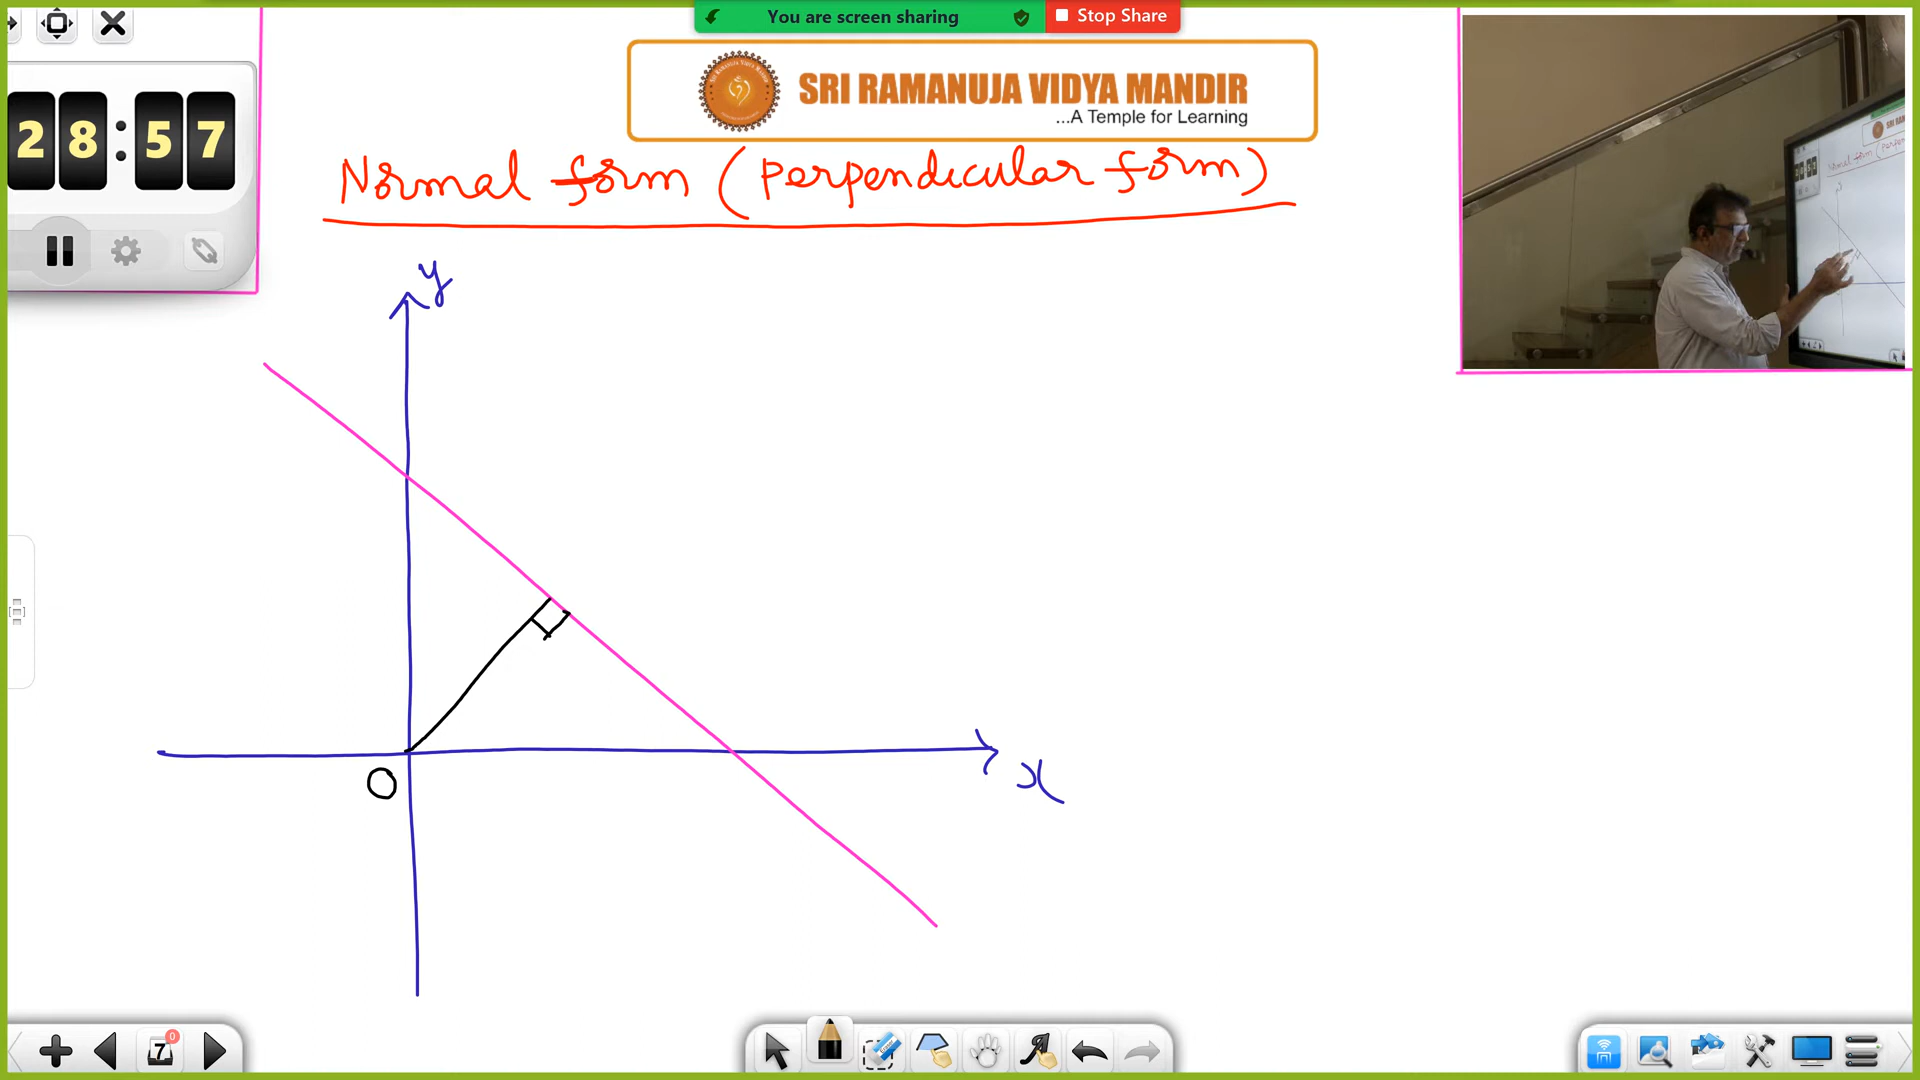 You are screen sharing
Stop Share
28:57
SRI RAMANUJA VIDYA MANDIR
...A Temple for Learning
Normal form (perpendicular form)
y
O
x
7
0